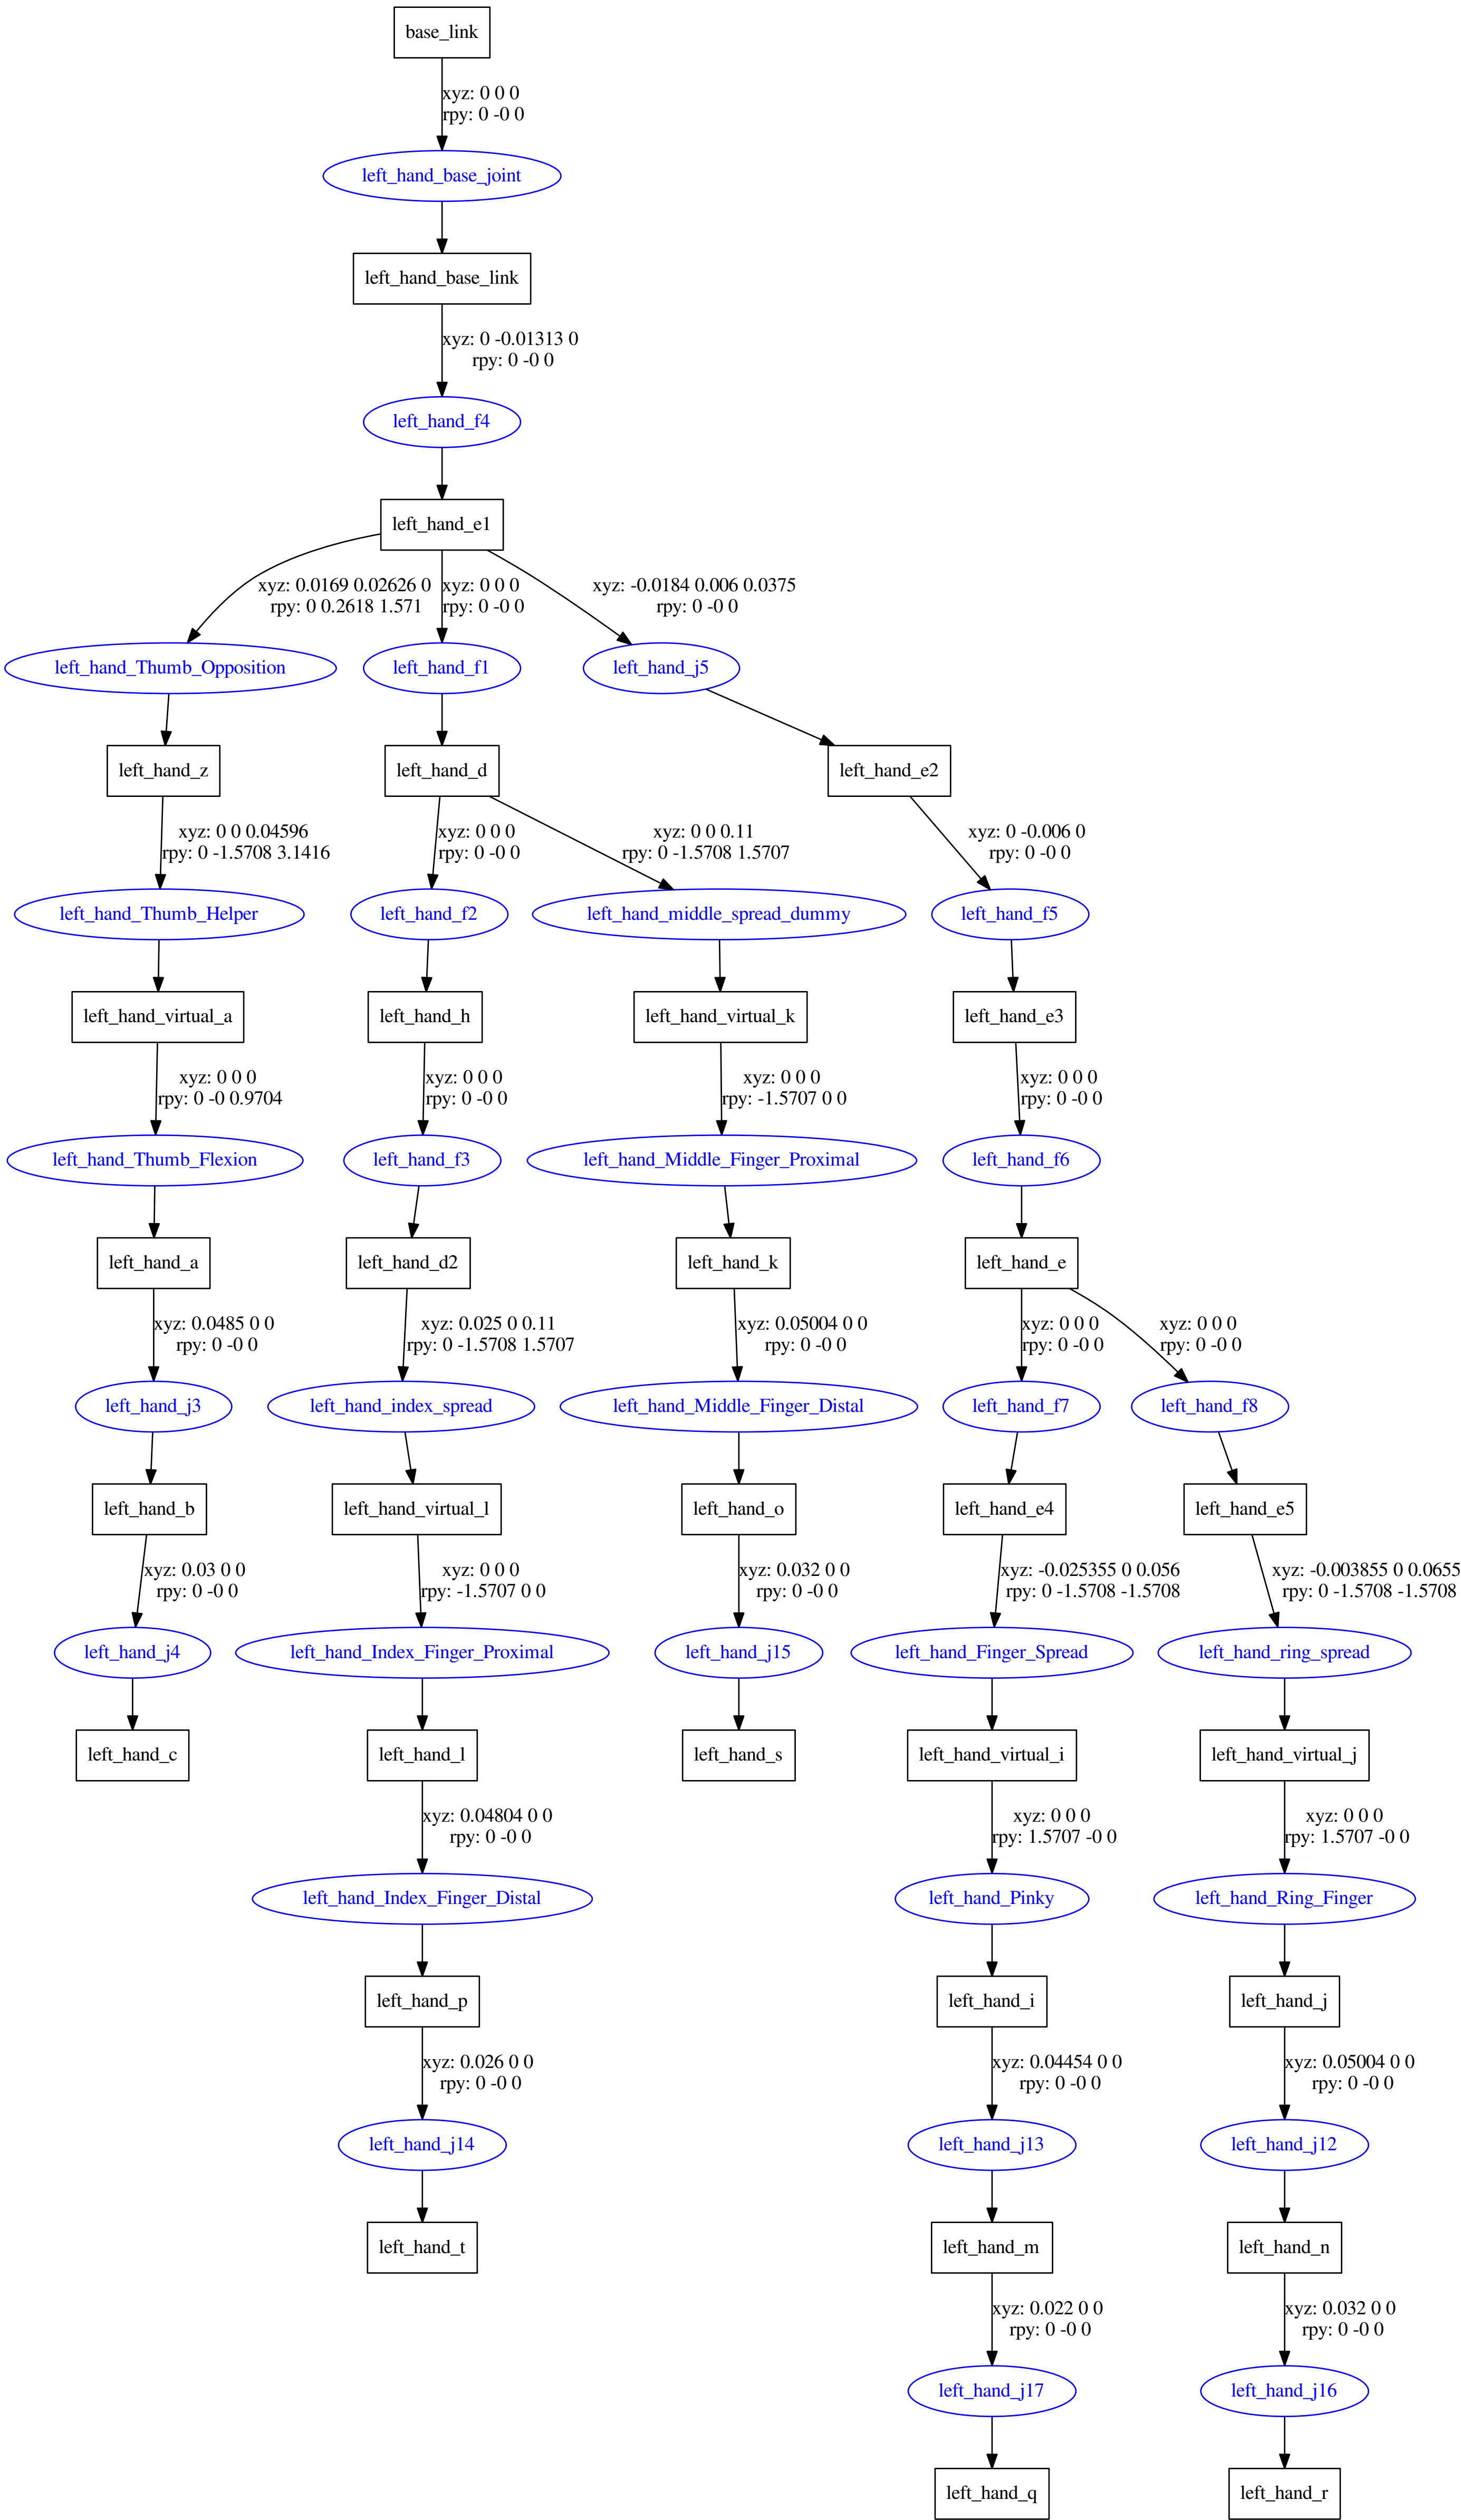 base_link
xyz: 0 0 0
rpy: 0 -0 0
left_hand_base_joint
left_hand_base_link
xyz: 0 -0.01313 0
rpy: 0 -0 0
left_hand_f4
left_hand_e1
xyz: 0.0169 0.02626 0
rpy: 0 0.2618 1.571
xyz: 0 0 0
rpy: 0 -0 0
xyz: -0.0184 0.006 0.0375
rpy: 0 -0 0
left_hand_Thumb_Opposition
left_hand_f1
left_hand_j5
left_hand_z
left_hand_d
left_hand_e2
xyz: 0 0 0.04596
rpy: 0 -1.5708 3.1416
xyz: 0 0 0
rpy: 0 -0 0
xyz: 0 0 0.11
rpy: 0 -1.5708 1.5707
xyz: 0 -0.006 0
rpy: 0 -0 0
left_hand_Thumb_Helper
left_hand_f2
left_hand_middle_spread_dummy
left_hand_f5
left_hand_virtual_a
left_hand_h
left_hand_virtual_k
left_hand_e3
xyz: 0 0 0
rpy: 0 -0 0.9704
xyz: 0 0 0
rpy: 0 -0 0
xyz: 0 0 0
rpy: -1.5707 0 0
xyz: 0 0 0
rpy: 0 -0 0
left_hand_Thumb_Flexion
left_hand_f3
left_hand_Middle_Finger_Proximal
left_hand_f6
left_hand_a
left_hand_d2
left_hand_k
left_hand_e
xyz: 0.0485 0 0
rpy: 0 -0 0
xyz: 0.025 0 0.11
rpy: 0 -1.5708 1.5707
xyz: 0.05004 0 0
rpy: 0 -0 0
xyz: 0 0 0
rpy: 0 -0 0
xyz: 0 0 0
rpy: 0 -0 0
left_hand_j3
left_hand_index_spread
left_hand_Middle_Finger_Distal
left_hand_f7
left_hand_f8
left_hand_b
left_hand_virtual_l
left_hand_o
left_hand_e4
left_hand_e5
xyz: 0.03 0 0
rpy: 0 -0 0
xyz: 0 0 0
rpy: -1.5707 0 0
xyz: 0.032 0 0
rpy: 0 -0 0
xyz: -0.025355 0 0.056
rpy: 0 -1.5708 -1.5708
xyz: -0.003855 0 0.0655
rpy: 0 -1.5708 -1.5708
left_hand_j4
left_hand_Index_Finger_Proximal
left_hand_j15
left_hand_Finger_Spread
left_hand_ring_spread
left_hand_c
left_hand_l
left_hand_s
left_hand_virtual_i
left_hand_virtual_j
xyz: 0.04804 0 0
rpy: 0 -0 0
xyz: 0 0 0
rpy: 1.5707 -0 0
xyz: 0 0 0
rpy: 1.5707 -0 0
left_hand_Index_Finger_Distal
left_hand_Pinky
left_hand_Ring_Finger
left_hand_p
left_hand_i
left_hand_j
xyz: 0.026 0 0
rpy: 0 -0 0
xyz: 0.04454 0 0
rpy: 0 -0 0
xyz: 0.05004 0 0
rpy: 0 -0 0
left_hand_j14
left_hand_j13
left_hand_j12
left_hand_t
left_hand_m
left_hand_n
xyz: 0.022 0 0
rpy: 0 -0 0
xyz: 0.032 0 0
rpy: 0 -0 0
left_hand_j17
left_hand_j16
left_hand_q
left_hand_r